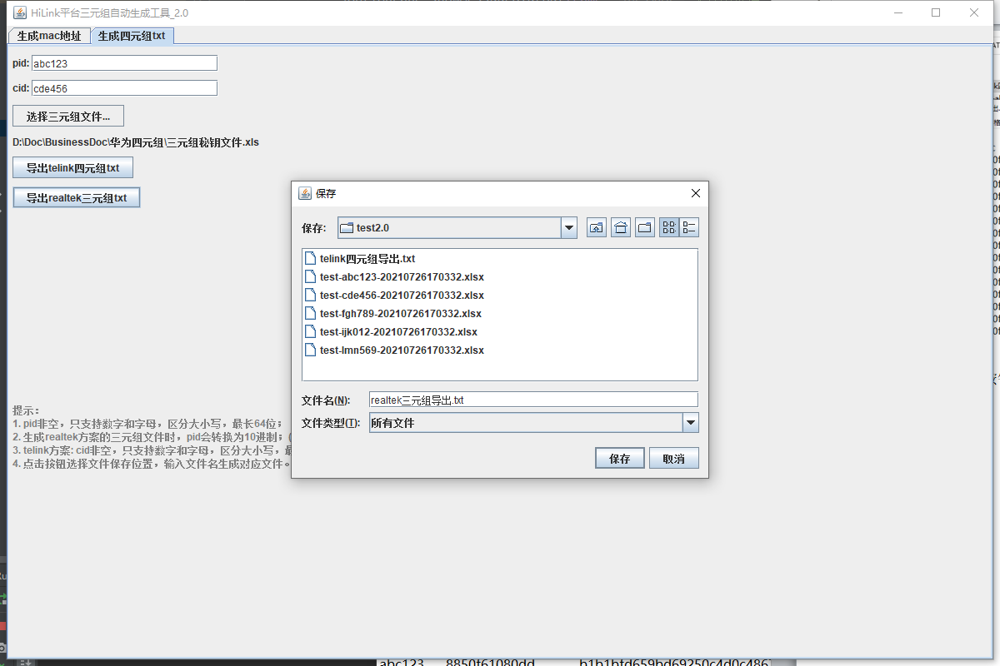 HiLink平台三元组自动生成工具_2.0
生成mac地址 生成四元组txt
pid: abc123
cid: cde456
选择三元组文件...
D:\Doc\BusinessDoc\华为四元组\三元组秘钥文件.xls
导出telink四元组txt
导出realtek三元组txt
提示：
1. pid非空，只支持数字和字母，区分大小写，最长64位；
2. 生成realtek方案的三元组文件时，pid会转换为10进制；(
3. telink方案: cid非空，只支持数字和字母，区分大小写，最
4. 点击按钮选择文件保存位置，输入文件名生成对应文件。
保存
保存: test2.0
telink四元组导出.txt
test-abc123-20210726170332.xlsx
test-cde456-20210726170332.xlsx
test-fgh789-20210726170332.xlsx
test-ijk012-20210726170332.xlsx
test-lmn569-20210726170332.xlsx
文件名(N): realtek三元组导出.txt
文件类型(T): 所有文件
保存 取消
abc123 8850f61080dd b1b1bfd659bd69250c4d0c486